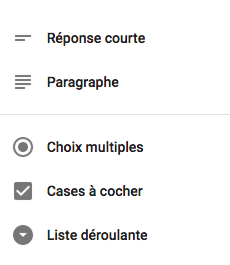 Réponse courte
Paragraphe
Choix multiples
Cases à cocher
Liste déroulante